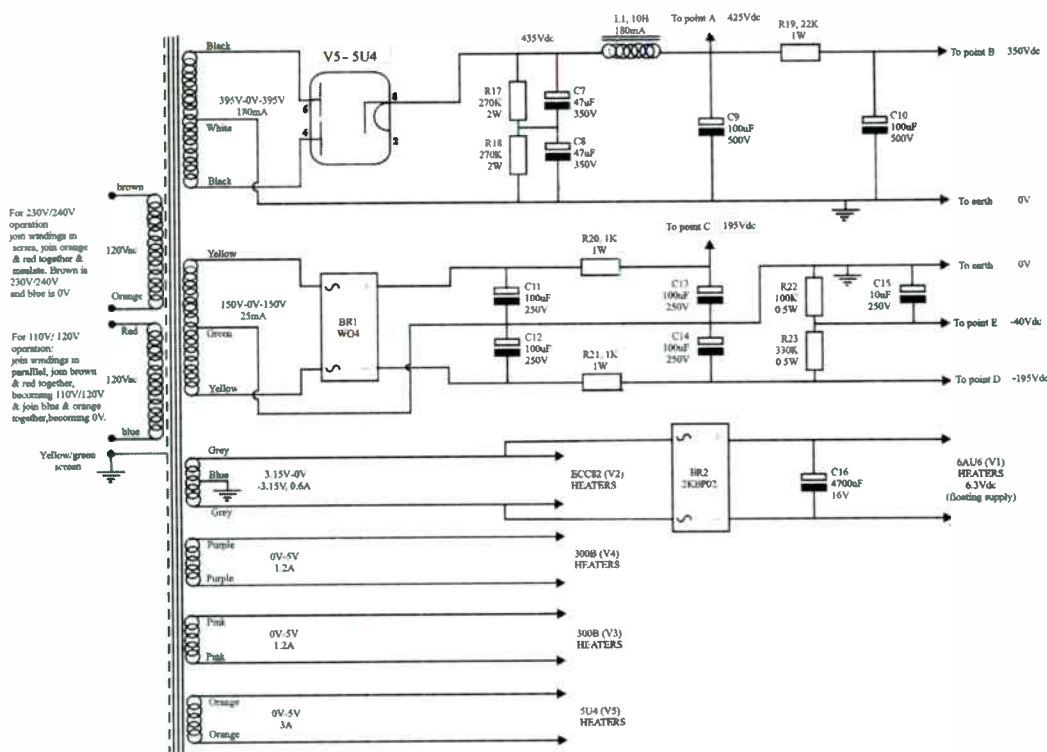 L1, 10H
180mA
To point A 425Vdc
R19, 22K
1W
435Vdc
To point B 350Vdc
Black
V5- 5U4
395V-0V-395V
180mA
6
4
8
2
White
Black
R17
270K
2W
R18
270K
2W
C7
47uF
350V
C8
47uF
350V
C9
100uF
500V
C10
100uF
500V
To earth 0V
brown
For 230V/240V
operation
join windings in
series, join orange
& red together &
insulate. Brown is
230V/240V
and blue is 0V
120Vac
Orange
Red
For 110V/ 120V
operation:
join windings in
parallel, join brown
& red together,
becoming 110V/120V
& join blue & orange
together,becoming 0V.
120Vac
blue
Yellow/green
screen
Yellow
150V-0V-150V
25mA
Green
Yellow
BR1
WO4
To point C 195Vdc
R20, 1K
1W
C11
100uF
250V
C12
100uF
250V
R21, 1K
1W
C13
100uF
250V
C14
100uF
250V
R22
100K
0.5W
R23
330K
0.5W
C15
10uF
250V
To earth 0V
To point E -40Vdc
To point D -195Vdc
Grey
Blue
3.15V-0V
-3.15V, 0.6A
Grey
ECC82 (V2)
HEATERS
BR2
2KBP02
C16
4700uF
16V
6AU6 (V1)
HEATERS
6.3Vdc
(floating supply)
Purple
0V-5V
1.2A
Purple
300B (V4)
HEATERS
Pink
0V-5V
1.2A
Pink
300B (V3)
HEATERS
Orange
0V-5V
3A
Orange
5U4 (V5)
HEATERS